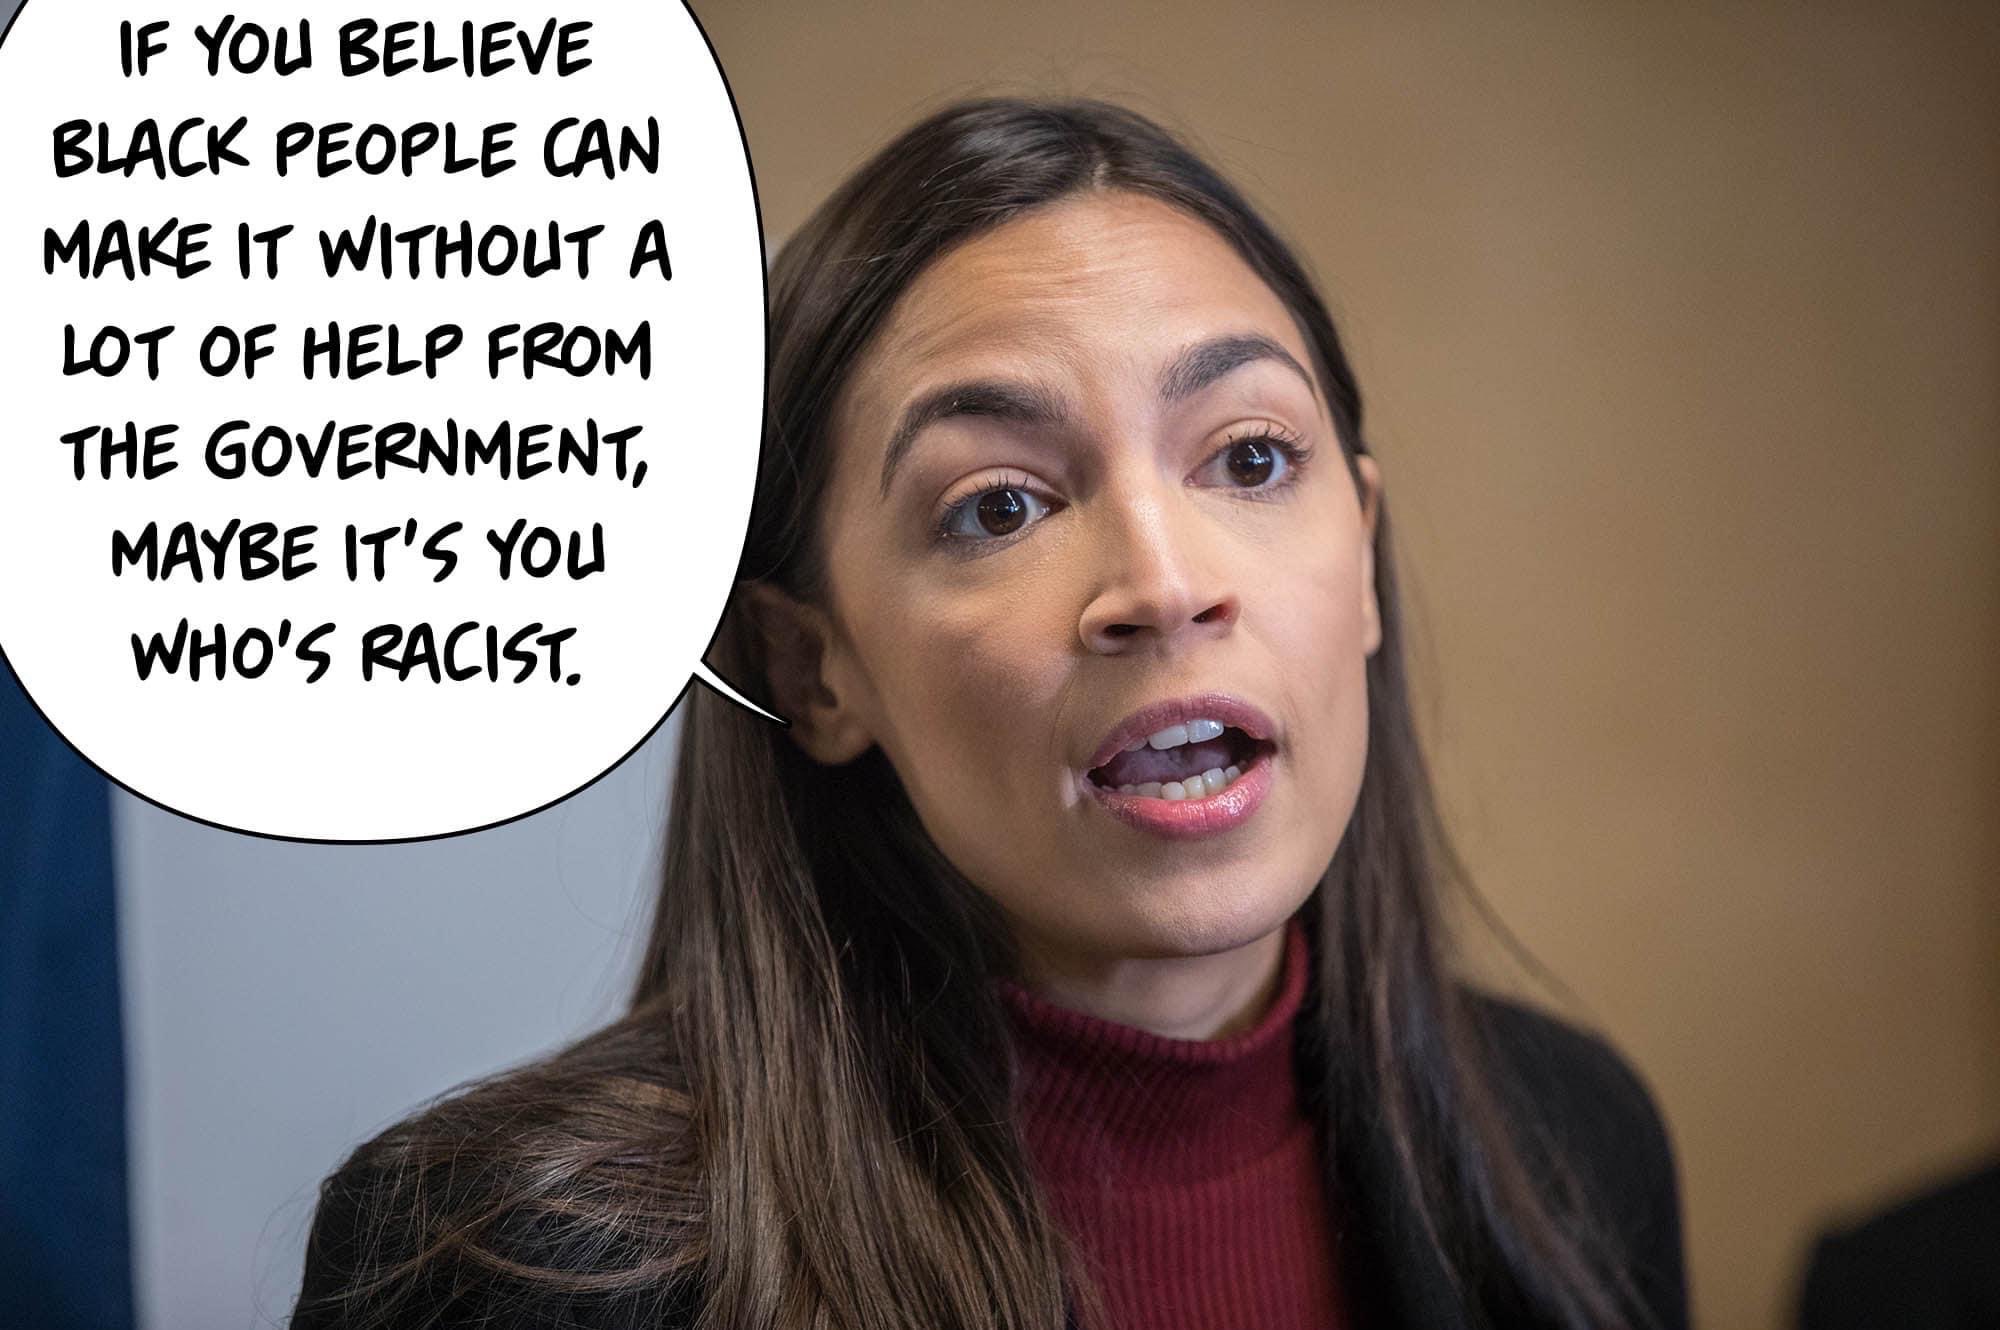 IF YOU BELIEVE
BLACK PEOPLE CAN
MAKE IT WITHOUT A
LOT OF HELP FROM
THE GOVERNMENT,
MAYBE IT'S YOU
WHO'S RACIST.